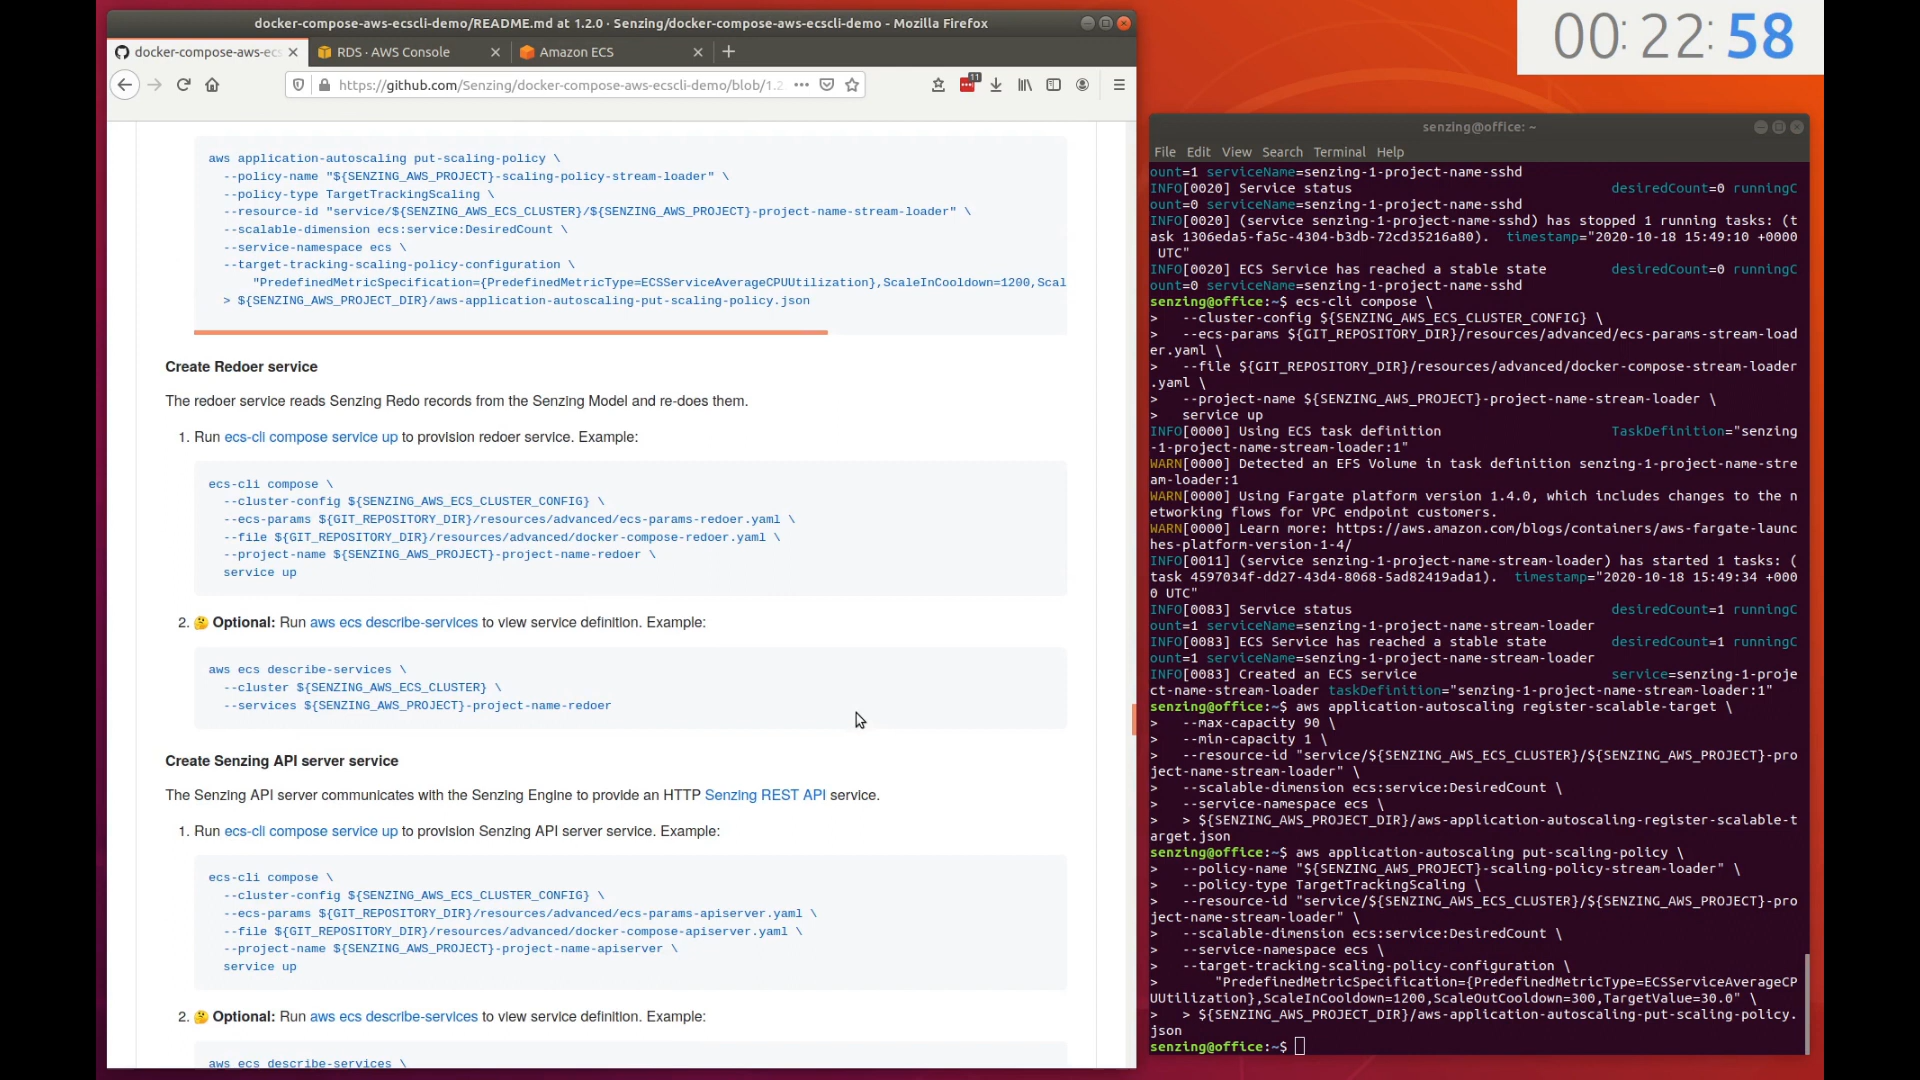 docker-compose-aws-ecscli-demo/README.md at 1.2.0 · Senzing/docker-compose-aws-ecscli-demo - Mozilla Firefox
docker-compose-aws-ecs
RDS · AWS Console
Amazon ECS
https://github.com/Senzing/docker-compose-aws-ecscli-demo/blob/1.2
11
aws application-autoscaling put-scaling-policy \
--policy-name "${SENZING_AWS_PROJECT}-scaling-policy-stream-loader" \
--policy-type TargetTrackingScaling \
--resource-id "service/${SENZING_AWS_ECS_CLUSTER}/${SENZING_AWS_PROJECT}-project-name-stream-loader" \
--scalable-dimension ecs:service:DesiredCount \
--service-namespace ecs \
--target-tracking-scaling-policy-configuration \
"PredefinedMetricSpecification={PredefinedMetricType=ECSServiceAverageCPUUtilization},ScaleInCooldown=1200,Scal
> ${SENZING_AWS_PROJECT_DIR}/aws-application-autoscaling-put-scaling-policy.json
Create Redoer service
The redoer service reads Senzing Redo records from the Senzing Model and re-does them.
1. Run ecs-cli compose service up to provision redoer service. Example:
ecs-cli compose \
--cluster-config ${SENZING_AWS_ECS_CLUSTER_CONFIG} \
--ecs-params ${GIT_REPOSITORY_DIR}/resources/advanced/ecs-params-redoer.yaml \
--file ${GIT_REPOSITORY_DIR}/resources/advanced/docker-compose-redoer.yaml \
--project-name ${SENZING_AWS_PROJECT}-project-name-redoer \
service up
2. 🤔 Optional: Run aws ecs describe-services to view service definition. Example:
aws ecs describe-services \
--cluster ${SENZING_AWS_ECS_CLUSTER} \
--services ${SENZING_AWS_PROJECT}-project-name-redoer
Create Senzing API server service
The Senzing API server communicates with the Senzing Engine to provide an HTTP Senzing REST API service.
1. Run ecs-cli compose service up to provision Senzing API server service. Example:
ecs-cli compose \
--cluster-config ${SENZING_AWS_ECS_CLUSTER_CONFIG} \
--ecs-params ${GIT_REPOSITORY_DIR}/resources/advanced/ecs-params-apiserver.yaml \
--file ${GIT_REPOSITORY_DIR}/resources/advanced/docker-compose-apiserver.yaml \
--project-name ${SENZING_AWS_PROJECT}-project-name-apiserver \
service up
2. 🤔 Optional: Run aws ecs describe-services to view service definition. Example:
aws ecs describe-services \
00:22:58
senzing@office: ~
File Edit View Search Terminal Help
ount=1 serviceName=senzing-1-project-name-sshd
INFO[0020] Service status desiredCount=0 runningC
ount=0 serviceName=senzing-1-project-name-sshd
INFO[0020] (service senzing-1-project-name-sshd) has stopped 1 running tasks: (t
ask 1306eda5-fa5c-4304-b3db-72cd35216a80). timestamp="2020-10-18 15:49:10 +0000
UTC"
INFO[0020] ECS Service has reached a stable state desiredCount=0 runningC
ount=0 serviceName=senzing-1-project-name-sshd
senzing@office:~$ ecs-cli compose \
> --cluster-config ${SENZING_AWS_ECS_CLUSTER_CONFIG} \
> --ecs-params ${GIT_REPOSITORY_DIR}/resources/advanced/ecs-params-stream-load
er.yaml \
> --file ${GIT_REPOSITORY_DIR}/resources/advanced/docker-compose-stream-loader
.yaml \
> --project-name ${SENZING_AWS_PROJECT}-project-name-stream-loader \
> service up
INFO[0000] Using ECS task definition TaskDefinition="senzing
-1-project-name-stream-loader:1"
WARN[0000] Detected an EFS Volume in task definition senzing-1-project-name-stre
am-loader:1
WARN[0000] Using Fargate platform version 1.4.0, which includes changes to the n
etworking flows for VPC endpoint customers.
WARN[0000] Learn more: https://aws.amazon.com/blogs/containers/aws-fargate-launc
hes-platform-version-1-4/
INFO[0011] (service senzing-1-project-name-stream-loader) has started 1 tasks: (
task 4597034f-dd27-43d4-8068-5ad82419ada1). timestamp="2020-10-18 15:49:34 +000
0 UTC"
INFO[0083] Service status desiredCount=1 runningC
ount=1 serviceName=senzing-1-project-name-stream-loader
INFO[0083] ECS Service has reached a stable state desiredCount=1 runningC
ount=1 serviceName=senzing-1-project-name-stream-loader
INFO[0083] Created an ECS service service=senzing-1-proje
ct-name-stream-loader taskDefinition="senzing-1-project-name-stream-loader:1"
senzing@office:~$ aws application-autoscaling register-scalable-target \
> --max-capacity 90 \
> --min-capacity 1 \
> --resource-id "service/${SENZING_AWS_ECS_CLUSTER}/${SENZING_AWS_PROJECT}-pro
ject-name-stream-loader" \
> --scalable-dimension ecs:service:DesiredCount \
> --service-namespace ecs \
> > ${SENZING_AWS_PROJECT_DIR}/aws-application-autoscaling-register-scalable-t
arget.json
senzing@office:~$ aws application-autoscaling put-scaling-policy \
> --policy-name "${SENZING_AWS_PROJECT}-scaling-policy-stream-loader" \
> --policy-type TargetTrackingScaling \
> --resource-id "service/${SENZING_AWS_ECS_CLUSTER}/${SENZING_AWS_PROJECT}-pro
ject-name-stream-loader" \
> --scalable-dimension ecs:service:DesiredCount \
> --service-namespace ecs \
> --target-tracking-scaling-policy-configuration \
> "PredefinedMetricSpecification={PredefinedMetricType=ECSServiceAverageCP
UUtilization},ScaleInCooldown=1200,ScaleOutCooldown=300,TargetValue=30.0" \
> > ${SENZING_AWS_PROJECT_DIR}/aws-application-autoscaling-put-scaling-policy.
json
senzing@office:~$